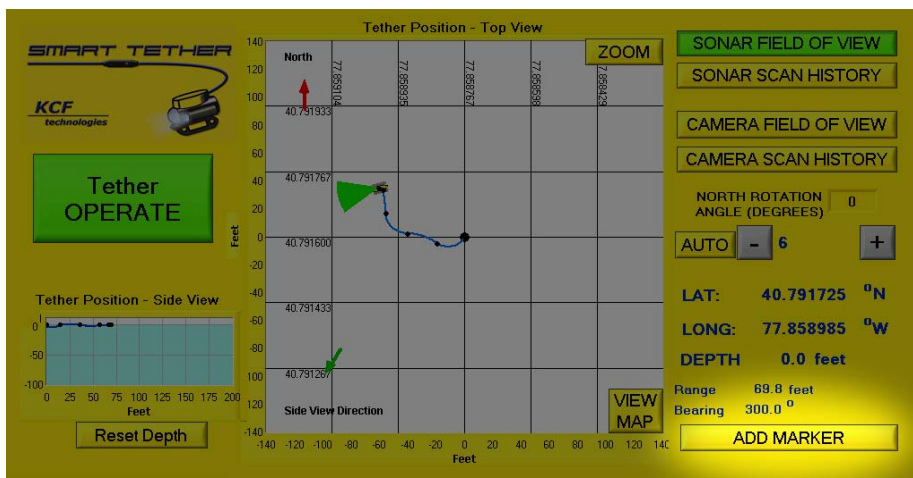 SMART TETHER
KCF
technologies
Tether
OPERATE
Tether Position - Side View
0
-50
-100
0 25 50 75 100 125 150 175 200
Feet
Reset Depth
Tether Position - Top View
140
120
100
80
60
40
20
0
-20
-40
-60
-80
100
120
-140
Feet
North
ZOOM
77.859104
77.858935
77.858767
77.858598
77.858429
40.791933
40.791767
40.791600
40.791433
40.791267
Side View Direction
VIEW
MAP
-140 -120 -100 -80 -60 -40 -20 0 20 40 60 80 100 120 140
Feet
SONAR FIELD OF VIEW
SONAR SCAN HISTORY
CAMERA FIELD OF VIEW
CAMERA SCAN HISTORY
NORTH ROTATION 0
ANGLE (DEGREES)
AUTO - 6 +
LAT: 40.791725 °N
LONG: 77.858985 °W
DEPTH 0.0 feet
Range 69.8 feet
Bearing 300.0 °
ADD MARKER